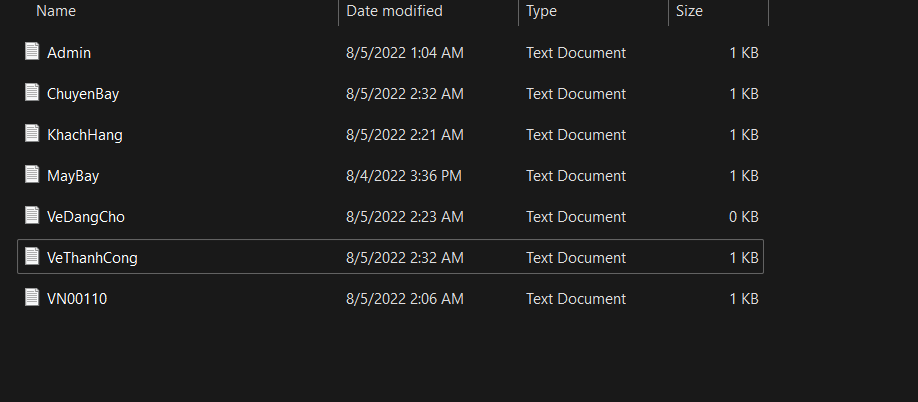 Name Date modified Type Size
Admin 8/5/2022 1:04 AM Text Document 1 KB
ChuyenBay 8/5/2022 2:32 AM Text Document 1 KB
KhachHang 8/5/2022 2:21 AM Text Document 1 KB
MayBay 8/4/2022 3:36 PM Text Document 1 KB
VeDangCho 8/5/2022 2:23 AM Text Document 0 KB
VeThanhCong 8/5/2022 2:32 AM Text Document 1 KB
VN00110 8/5/2022 2:06 AM Text Document 1 KB